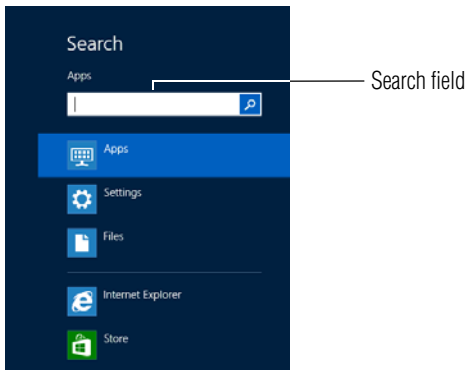 Search
Apps
Search field
Apps
Settings
Files
Internet Explorer
Store